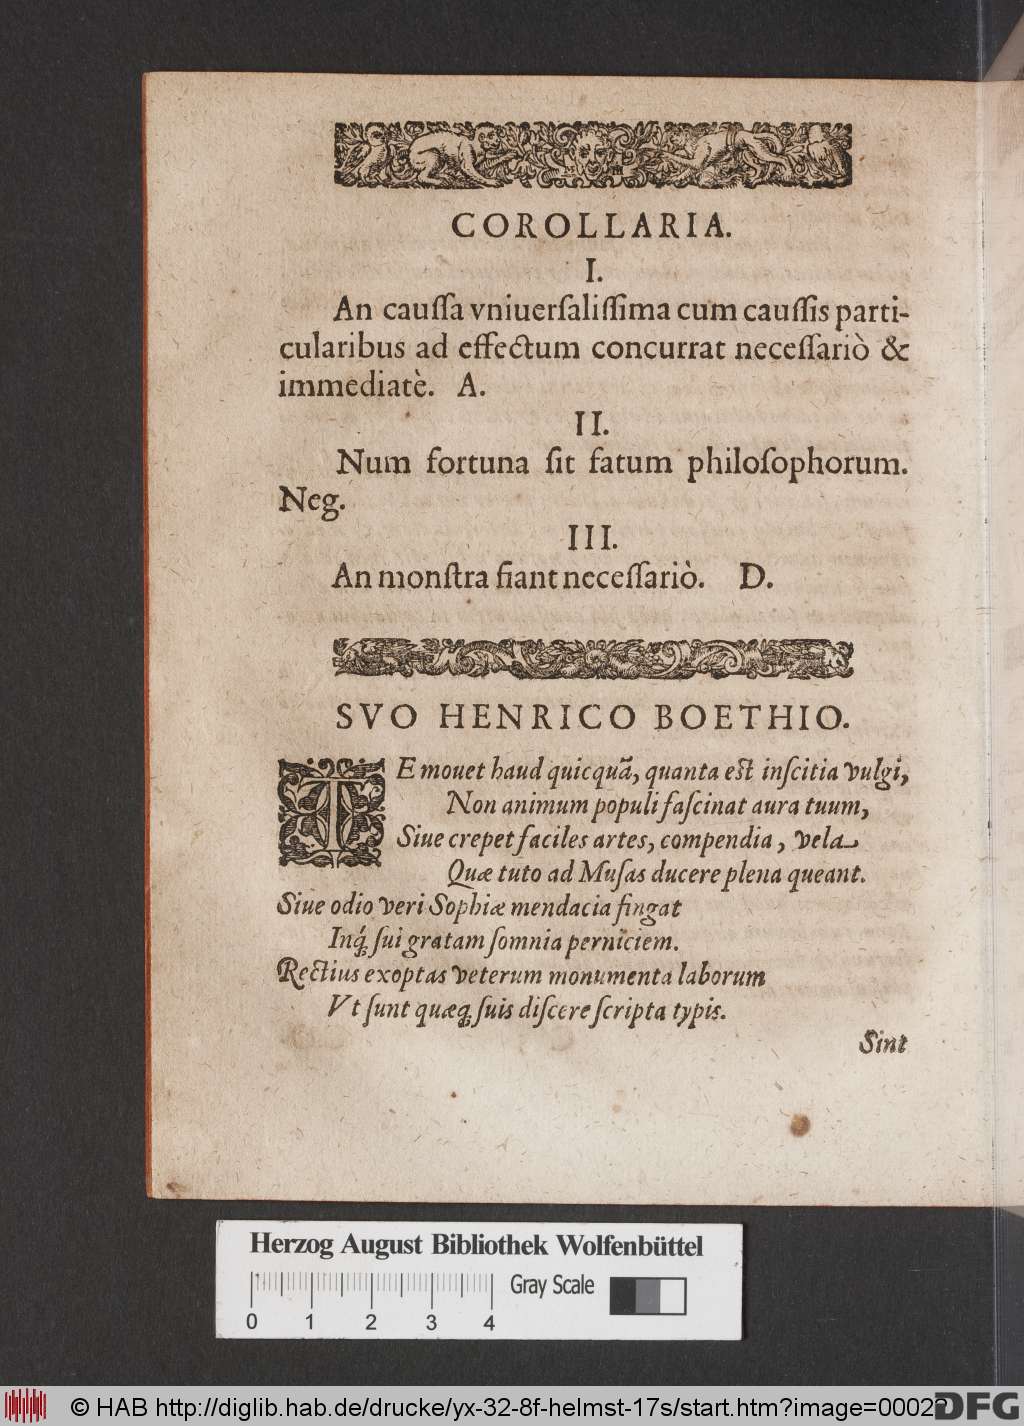 COROLLARIA.
I.
An cauſſa vniuerſaliſſima cum cauſſis parti-
cularibus ad effectum concurrat neceſſariò &
immediatè. A.
II.
Num fortuna ſit fatum philoſophorum.
Neg.
III.
An monſtra fiant neceſſariò. D.
SVO HENRICO BOETHIO.
TE mouet haud quicquã, quanta est inſcitia vulgi,
Non animum populi faſcinat aura tuum,
Siue crepet faciles artes, compendia, vela
Quæ tuto ad Muſas ducere plena queant.
Siue odio veri Sophiæ mendacia fingat
Inq́ꝫ ſui gratam ſomnia perniciem.
Rectius exoptas veterum monumenta laborum
Vt ſunt quæqꝫ ſuis diſcere ſcripta typis.
Sint
Herzog August Bibliothek Wolfenbüttel
Gray Scale
0 1 2 3 4
© HAB http://diglib.hab.de/drucke/yx-32-8f-helmst-17s/start.htm?image=00022
DFG